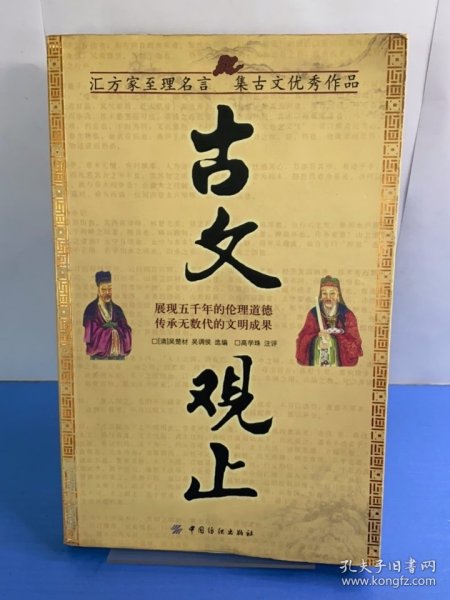 汇方家至理名言 集古文优秀作品
古文观止
展现五千年的伦理道德
传承无数代的文明成果
□[清]吴楚材 吴调侯 选编 □高学珠 注评
中国纺织出版社
孔夫子旧书网
www.kongfz.com